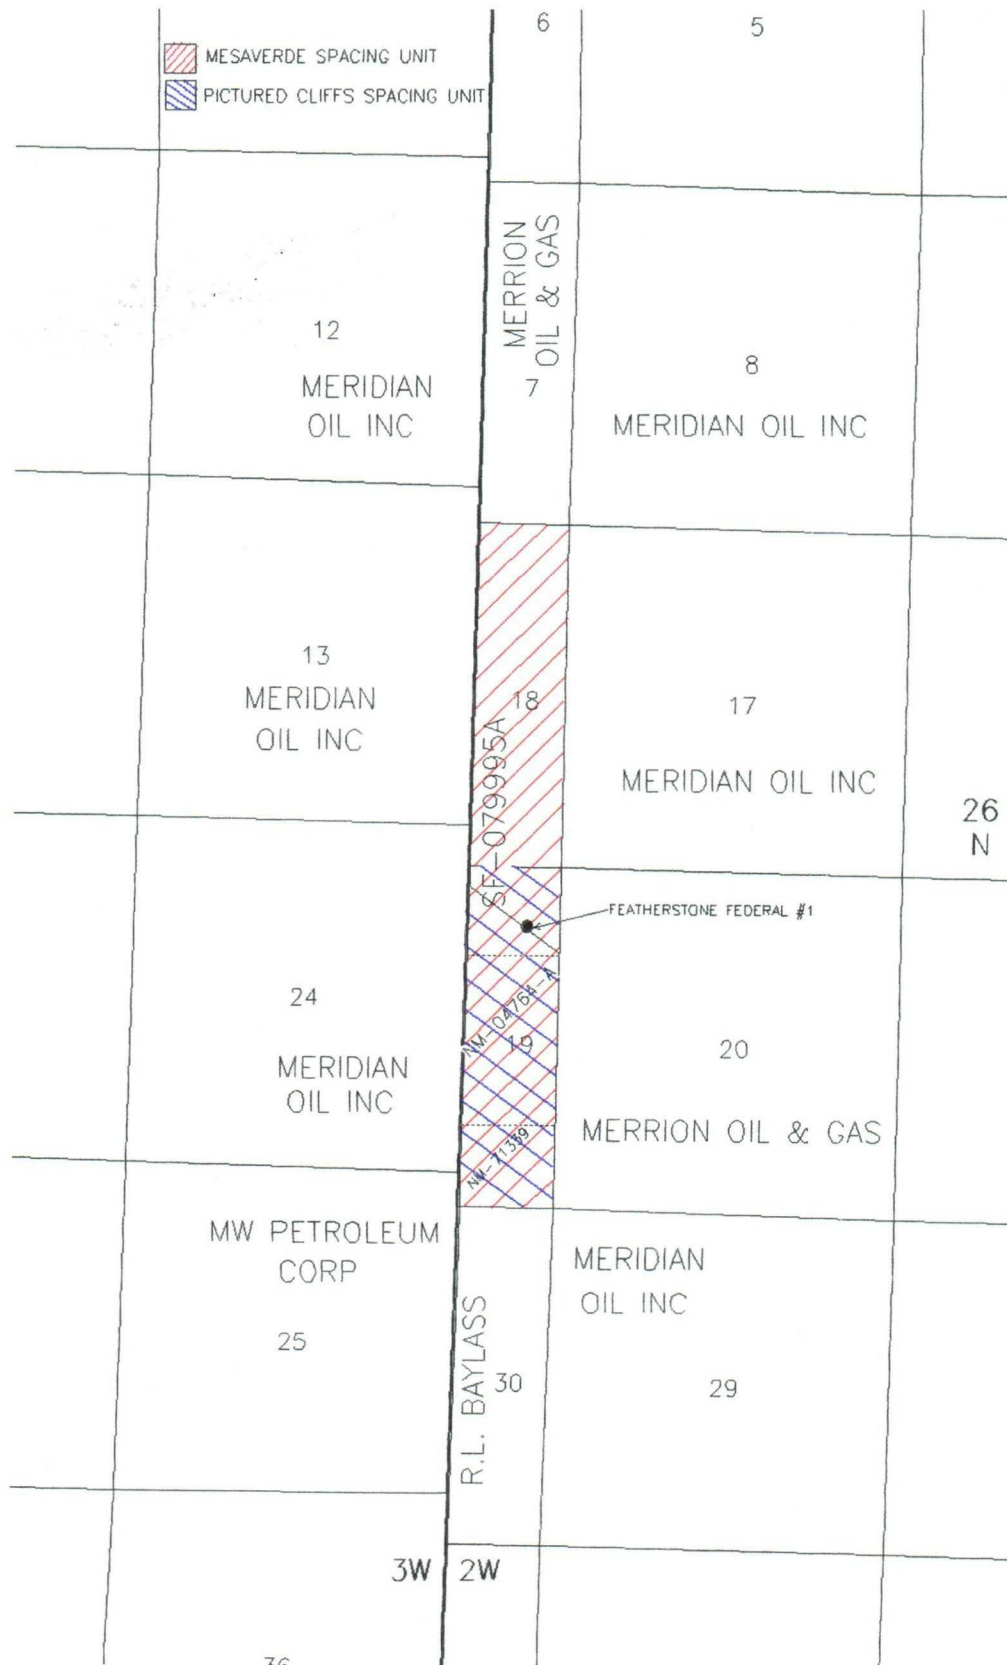 6
5
MESAVERDE SPACING UNIT
PICTURED CLIFFS SPACING UNIT
MERRION
OIL & GAS
7
12
MERIDIAN
OIL INC
8
MERIDIAN OIL INC
13
MERIDIAN
OIL INC
18
SF-079995A
17
MERIDIAN OIL INC
26
N
FEATHERSTONE FEDERAL #1
24
MERIDIAN
OIL INC
NM-04764-A
19
20
MERRION OIL & GAS
NM-71359
MW PETROLEUM
CORP
25
MERIDIAN
OIL INC
R.L. BAYLASS
30
29
3W
2W
36